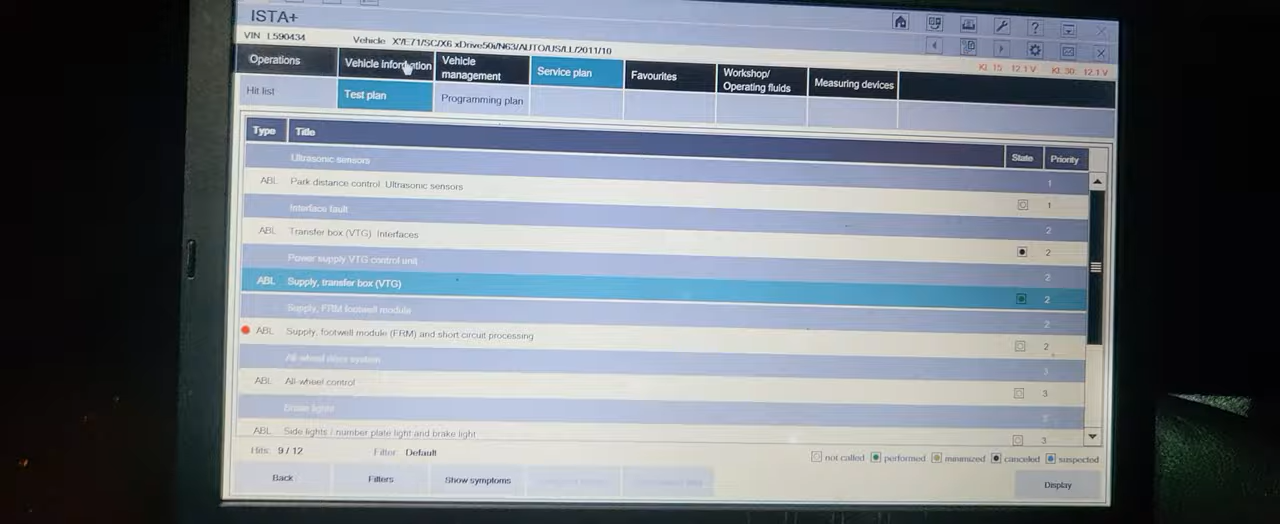 ISTA+
VIN L590434 Vehicle X'/E71/SC/X6 xDrive50i/N63/AUTO/US/LL/2011/10
Kl. 15: 12.1 V Kl. 30: 12.1 V
Operations
Vehicle information
Vehicle management
Service plan
Favourites
Workshop/ Operating fluids
Measuring devices
Hit list
Test plan
Programming plan
Type Title State Priority
Ultrasonic sensors 1
ABL Park distance control: Ultrasonic sensors 1
Interface fault 2
ABL Transfer box (VTG): Interfaces 2
Power supply VTG control unit 2
ABL Supply, transfer box (VTG) 2
Supply, FRM footwell module 2
ABL Supply, footwell module (FRM) and short circuit processing 2
All-wheel drive system 3
ABL All-wheel control 3
Brake lights 3
ABL Side lights / number plate light and brake light 3
Hits: 9 / 12 Filter: Default
not called performed minimized canceled suspected
Back Filters Show symptoms Display